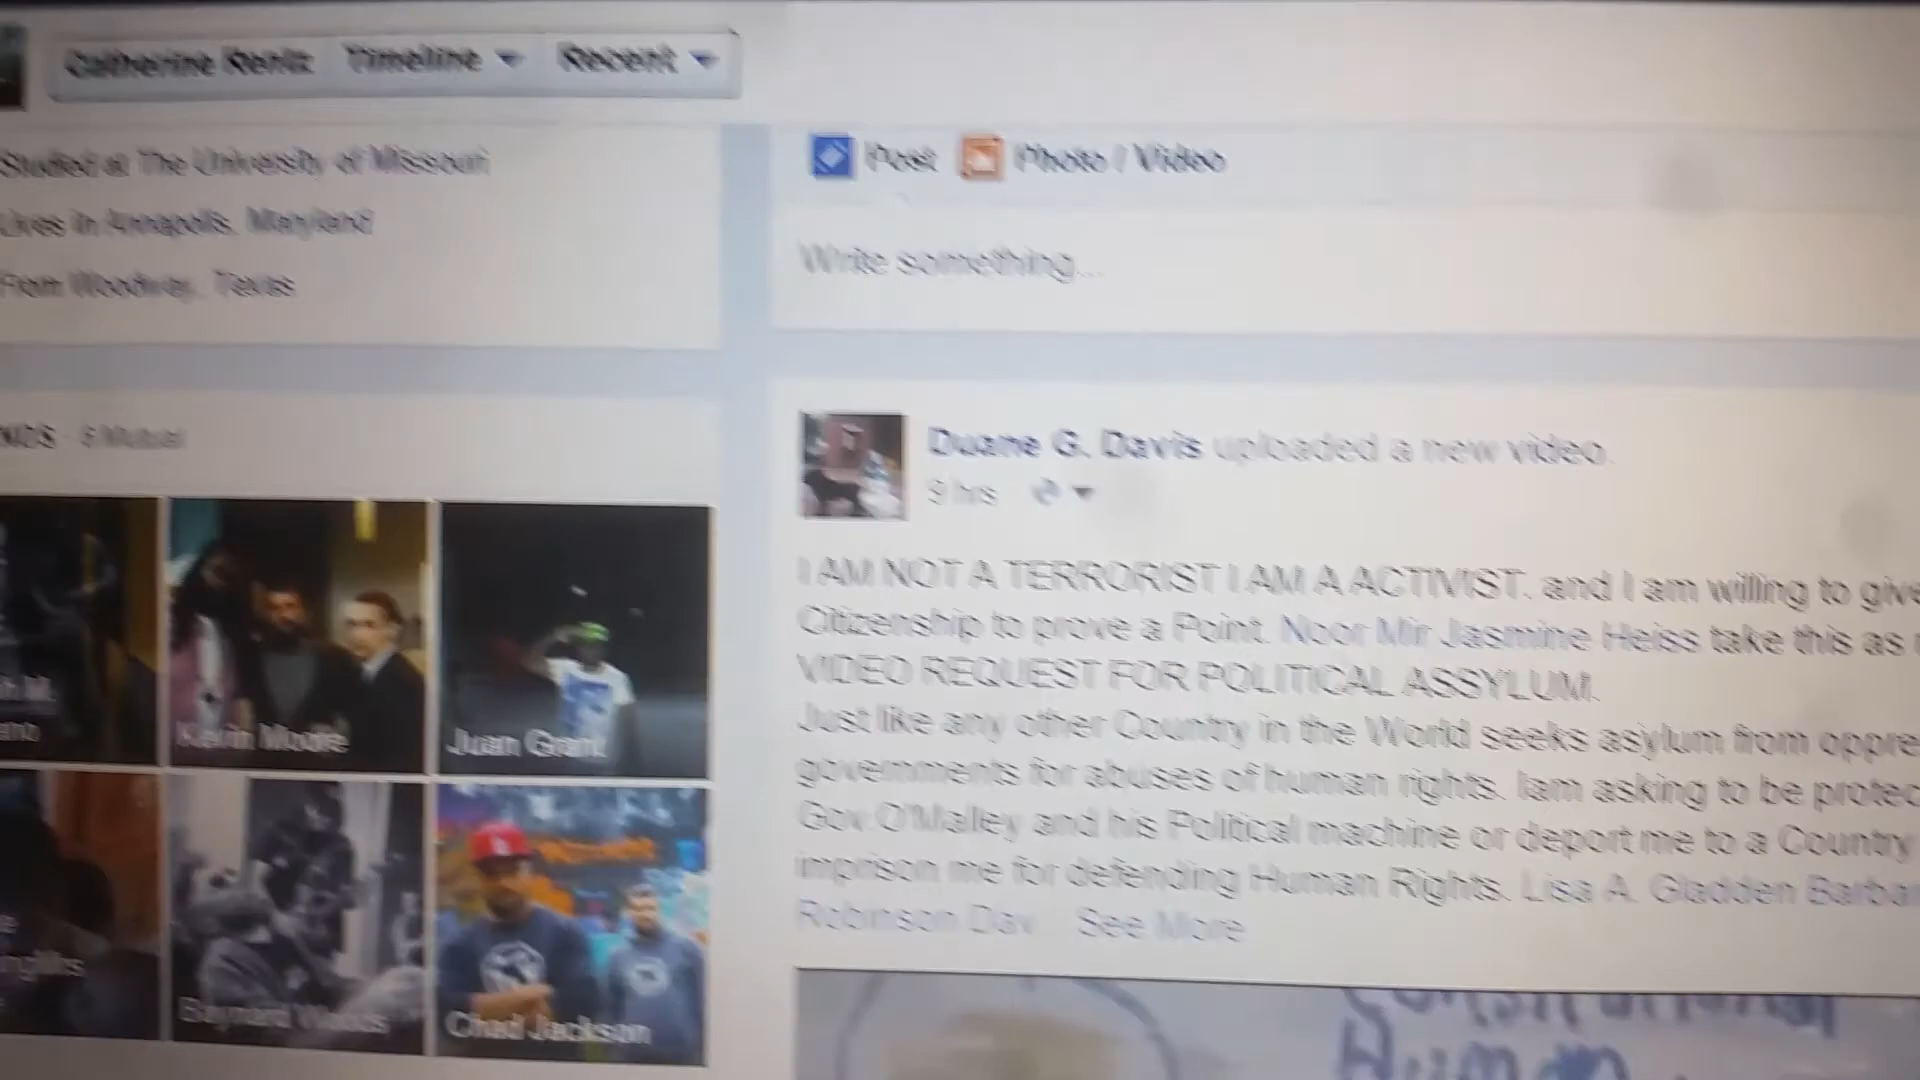 Catherine Rentz Timeline Recent
Studied at The University of Missouri
Lives in Annapolis, Maryland
From Woodway, Texas
Post Photo / Video
Write something...
6 Mutual
Duane G. Davis uploaded a new video.
9 hrs
I AM NOT A TERRORIST I AM A ACTIVIST. and I am willing to give
Citizenship to prove a Point. Noor Mir Jasmine Heiss take this as
VIDEO REQUEST FOR POLITICAL ASSYLUM.
Just like any other Country in the World seeks asylum from oppre
governments for abuses of human rights. Iam asking to be protec
Gov O'Malley and his Political machine or deport me to a Country
imprison me for defending Human Rights. Lisa A. Gladden Barbar
Robinson Dav See More
Kevin Moore
Juan Grant
Baynard Woods
Chad Jackson
Constitutional
Human